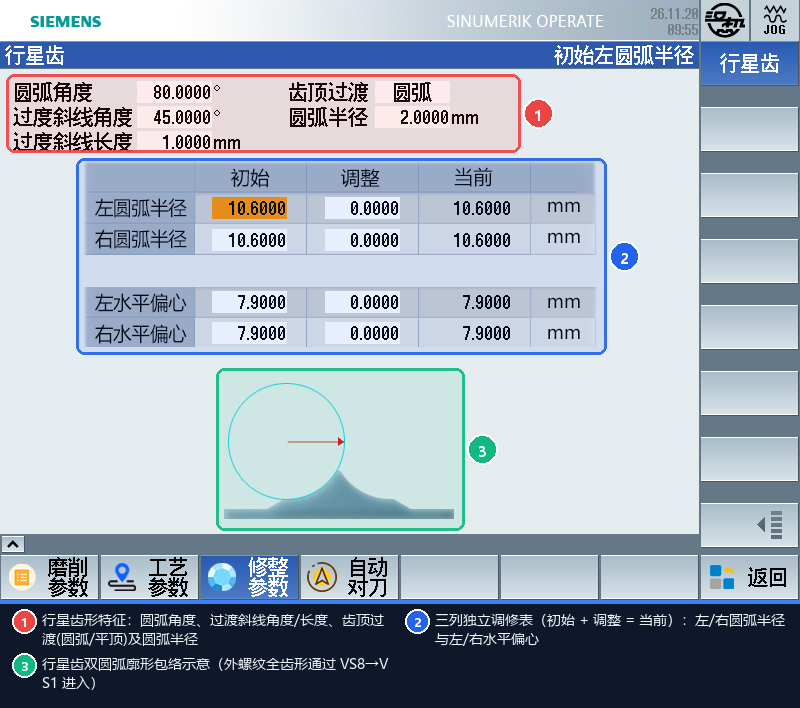 SIEMENS
SINUMERIK OPERATE
26.11.20
09:55
JOG
行星齿
初始左圆弧半径
行星齿
圆弧角度 80.0000° 齿顶过渡 圆弧
过度斜线角度 45.0000° 圆弧半径 2.0000mm
过度斜线长度 1.0000mm
1
初始 调整 当前
左圆弧半径 10.6000 0.0000 10.6000 mm
右圆弧半径 10.6000 0.0000 10.6000 mm
2
左水平偏心 7.9000 0.0000 7.9000 mm
右水平偏心 7.9000 0.0000 7.9000 mm
3
磨削
参数
工艺
参数
修整
参数
自动
对刀
返回
1 行星齿形特征：圆弧角度、过渡斜线角度/长度、齿顶过
渡(圆弧/平顶)及圆弧半径
2 三列独立调修表（初始 + 调整 = 当前）：左/右圆弧半径
与左/右水平偏心
3 行星齿双圆弧廓形包络示意（外螺纹全齿形通过 VS8→V
S1 进入）